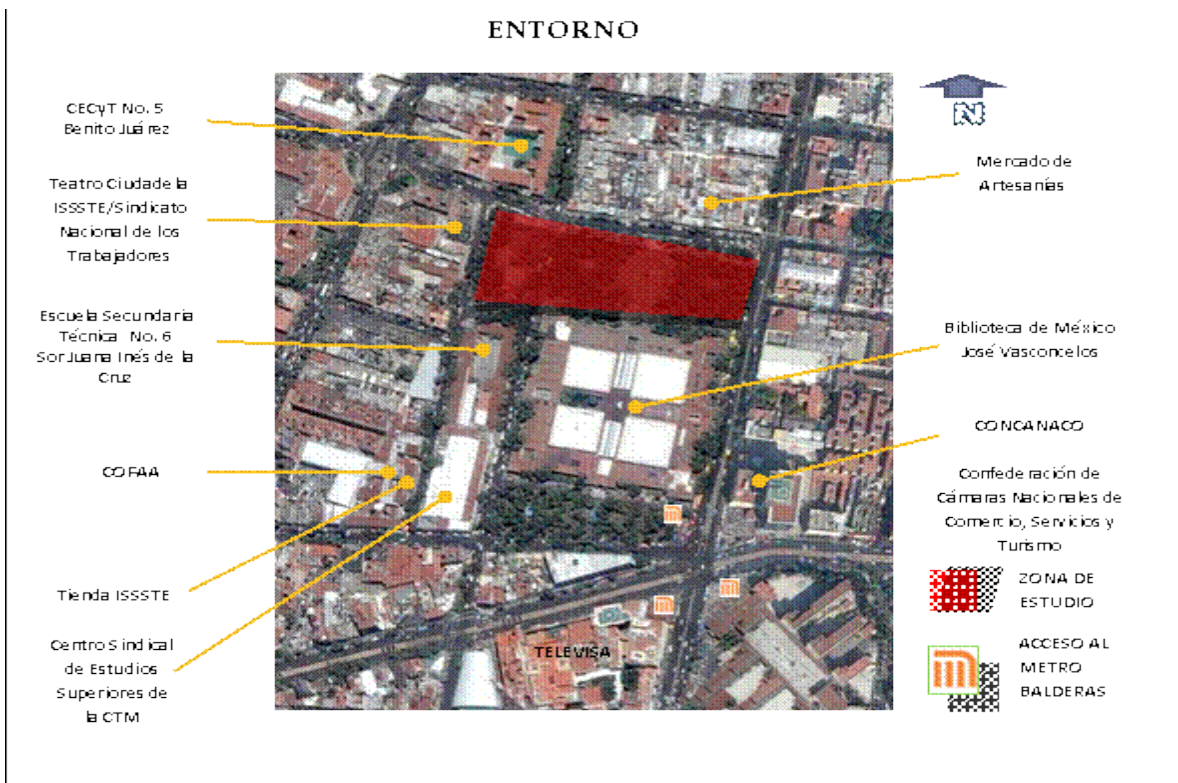 ENTORNO
CECyT No. 5
Benito Juárez
Teatro Ciudadela
ISSSTE/Sindicato
Nacional de los
Trabajadores
Escuela Secundaria
Técnica No. 6
Sor Juana Inés de la
Cruz
COFAA
Tienda ISSSTE
Centro Sindical
de Estudios
Superiores de
la CTM
TELEVISA
N
Mercado de
Artesanías
Biblioteca de México
José Vasconcelos
CONCANACO
Confederación de
Cámaras Nacionales de
Comercio, Servicios y
Turismo
ZONA DE
ESTUDIO
ACCESO AL
METRO
BALDERAS